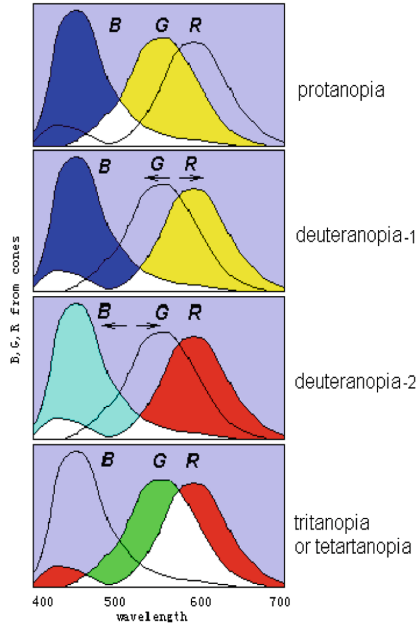 B G R
protanopia
B G R
deuteranopia-1
B G R
deuteranopia-2
B G R
tritanopia
or tetartanopia
B, G, R from cones
400 500 600 700
wavelength